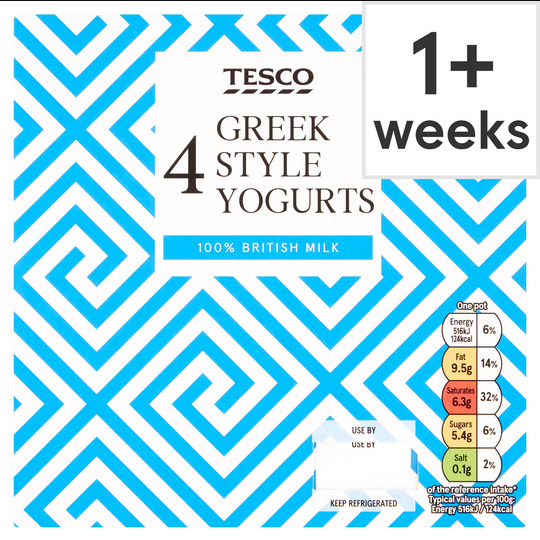 1+
weeks
TESCO
4
GREEK
STYLE
YOGURTS
100% BRITISH MILK
One pot
Energy
516kJ
124kcal
6%
Fat
9.5g
14%
Saturates
6.3g
32%
Sugars
5.4g
6%
Salt
0.1g
2%
of the reference intake*
Typical values per 100g:
Energy 516kJ / 124kcal
USE BY
USE BY
KEEP REFRIGERATED